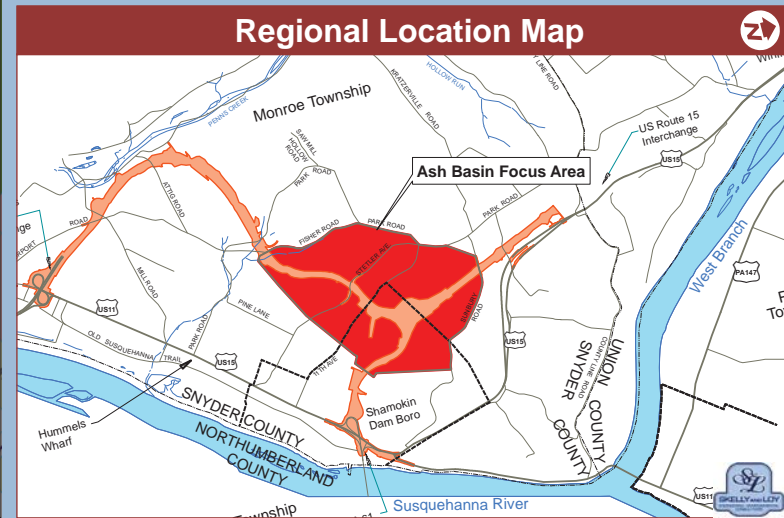 Regional Location Map
Z
HOLLOW RUN
KRATZERVILLE ROAD
LINE ROAD
PENNS CREEK
Monroe Township
US Route 15
Interchange
US15
SAW MILL
HOLLOW
ROAD
PARK ROAD
Ash Basin Focus Area
ATTIG ROAD
ROAD
FISHER ROAD
PARK ROAD
PARK ROAD
West Branch
STETLER AVE
PA147
MILL ROAD
PINE LANE
SUNBURY
ROAD
US11
OLD SUSQUEHANNA TRAIL
PARK ROAD
US15
11TH AVE
US15
UNION COUNTY
COUNTY LINE ROAD
SNYDER
COUNTY
Hummels
Wharf
SNYDER COUNTY
NORTHUMBERLAND
COUNTY
Shamokin
Dam Boro
Susquehanna River
US11
SL
SKELLY AND LOY